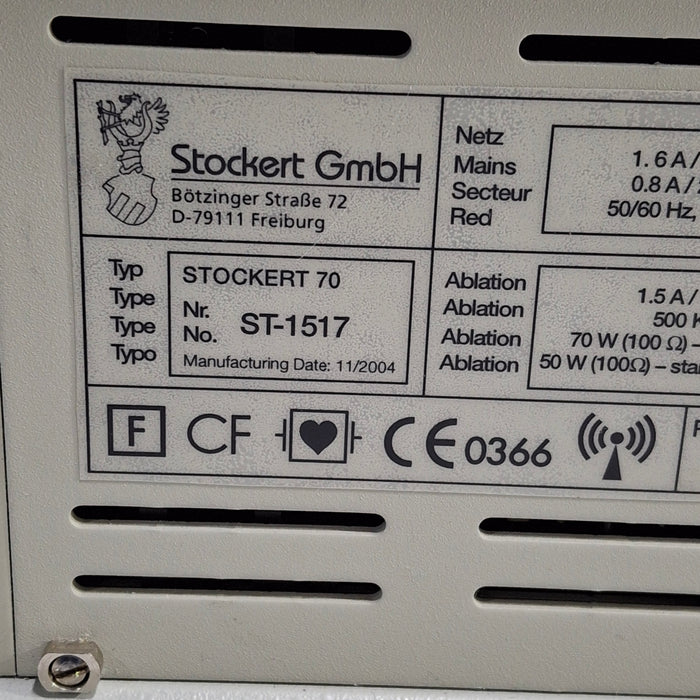 Stockert GmbH
Bötzinger Straße 72
D-79111 Freiburg
Netz
Mains
Secteur
Red
1.6 A /
0.8 A /
50/60 Hz,
Typ
Type
Type
Typo
STOCKERT 70
Nr.
No. ST-1517
Manufacturing Date: 11/2004
Ablation
Ablation
Ablation
Ablation
1.5 A /
500
70 W (100 Ω) –
50 W (100Ω) – sta
F CF CE 0366